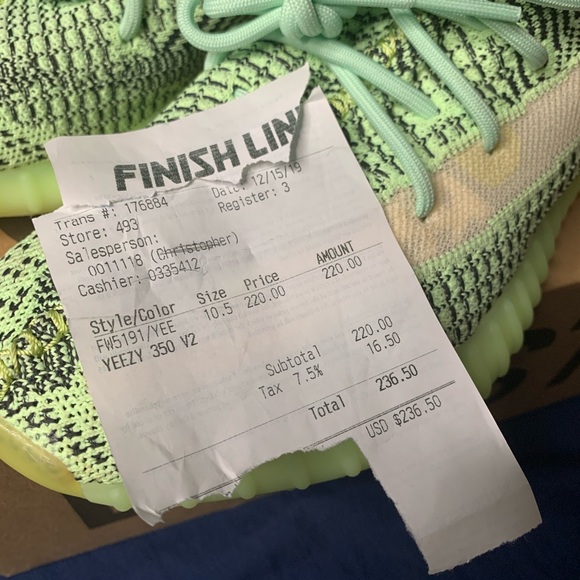 FINISH LIN
Trans #: 176884 Date: 12/15/19
Store: 493 Register: 3
Salesperson:
0011118 (Christopher)
Cashier: 0335412
Style/Color Size Price AMOUNT
FW5191/YEE 10.5 220.00 220.00
YEEZY 350 V2
Subtotal 220.00
Tax 7.5% 16.50
Total 236.50
USD $236.50